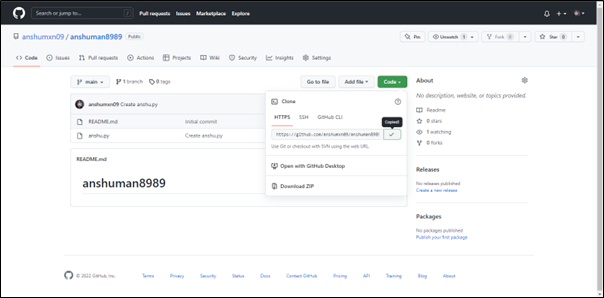 Search or jump to...
/
Pull requests Issues Marketplace Explore
anshumxn09 / anshuman8989 Public
Pin Unwatch 1 Fork 0 Star 0
Code Issues Pull requests Actions Projects Wiki Security Insights Settings
main 1 branch 0 tags Go to file Add file Code
anshumxn09 Create anshu.py
README.md Initial commit
anshu.py Create anshu.py
README.md
anshuman8989
Clone
HTTPS SSH GitHub CLI
Copied!
https://github.com/anshumxn09/anshuman8989
Use Git or checkout with SVN using the web URL.
Open with GitHub Desktop
Download ZIP
About
No description, website, or topics provided.
Readme
0 stars
1 watching
0 forks
Releases
No releases published
Create a new release
Packages
No packages published
Publish your first package
© 2022 GitHub, Inc. Terms Privacy Security Status Docs Contact GitHub Pricing API Training Blog About